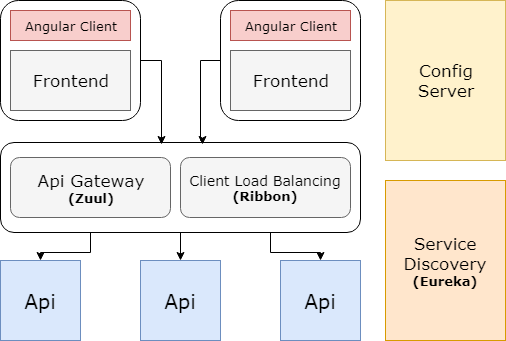 Angular Client
Frontend
Angular Client
Frontend
Config
Server
Api Gateway
(Zuul)
Client Load Balancing
(Ribbon)
Service
Discovery
(Eureka)
Api
Api
Api